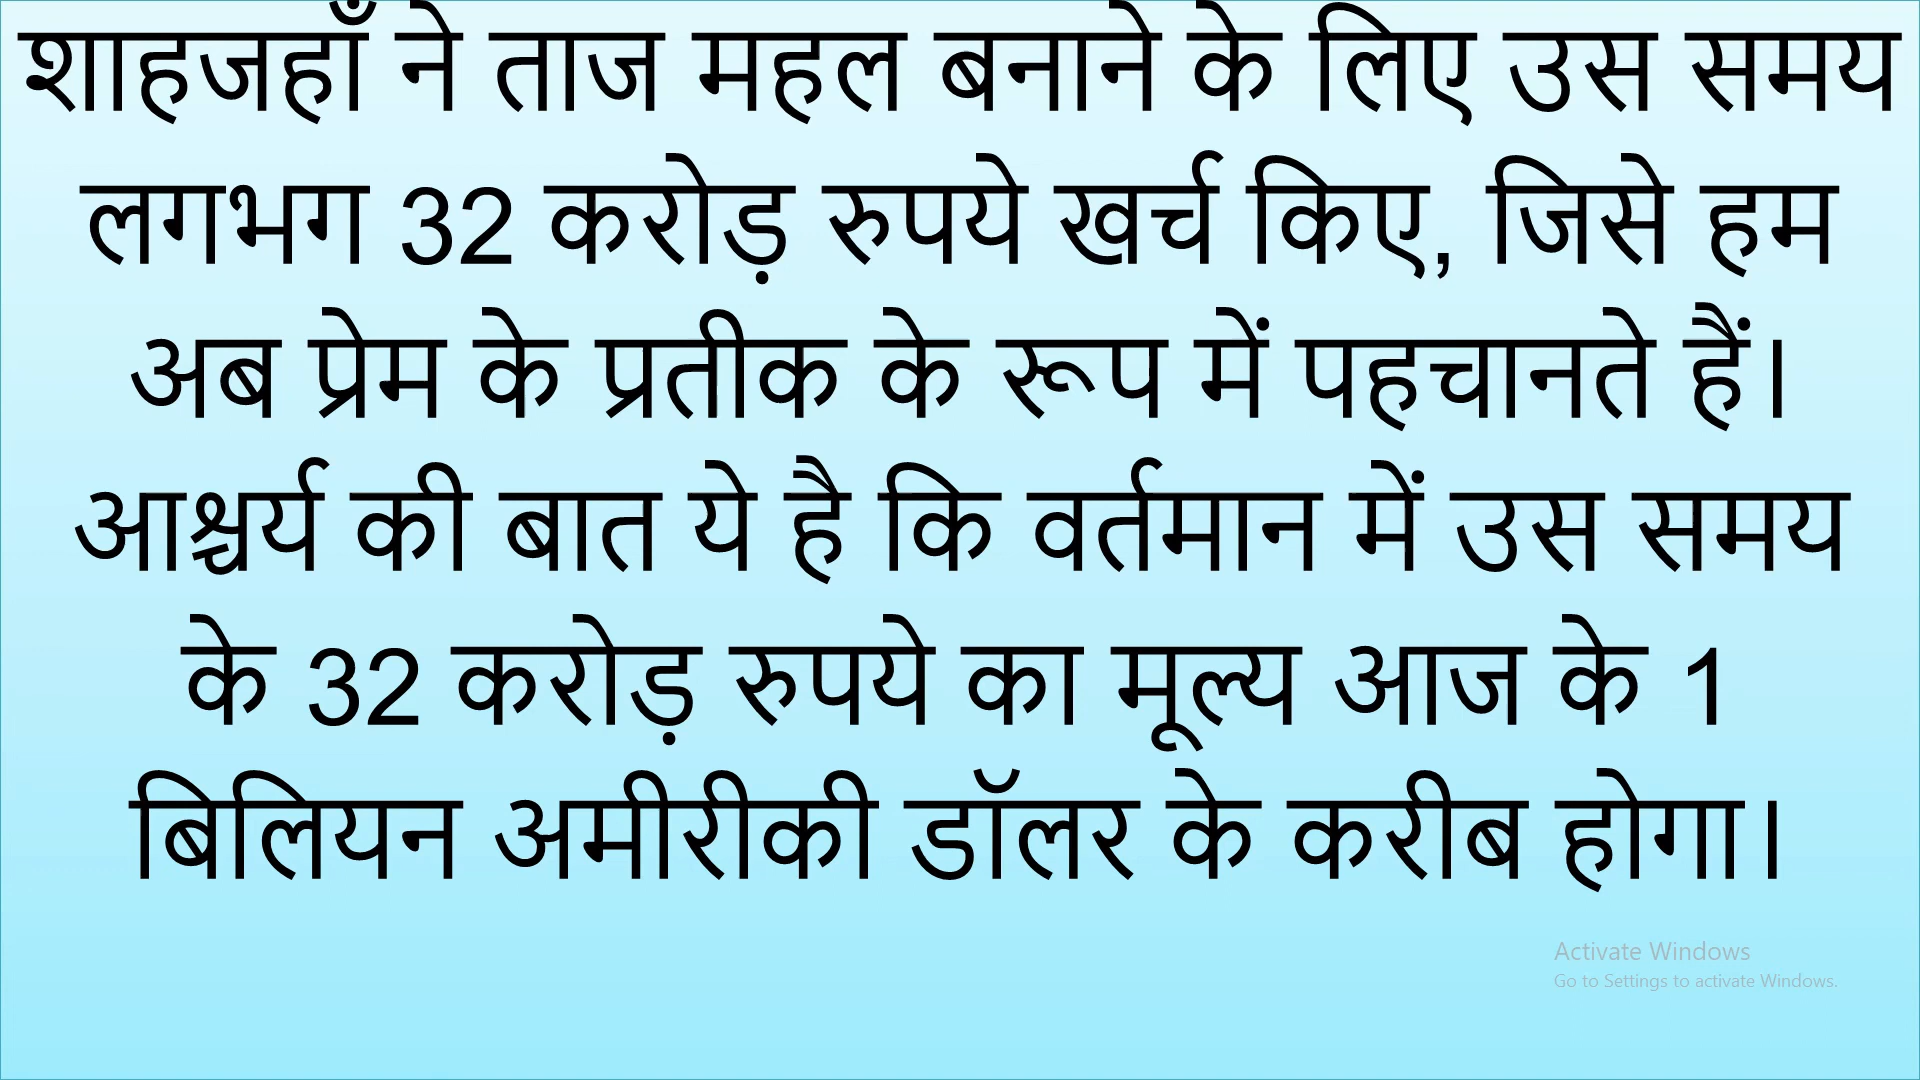 शाहजहाँ ने ताज महल बनाने के लिए उस समय
लगभग 32 करोड़ रुपये खर्च किए, जिसे हम
अब प्रेम के प्रतीक के रूप में पहचानते हैं।
आश्चर्य की बात ये है कि वर्तमान में उस समय
के 32 करोड़ रुपये का मूल्य आज के 1
बिलियन अमीरीकी डॉलर के करीब होगा।
Activate Windows
Go to Settings to activate Windows.